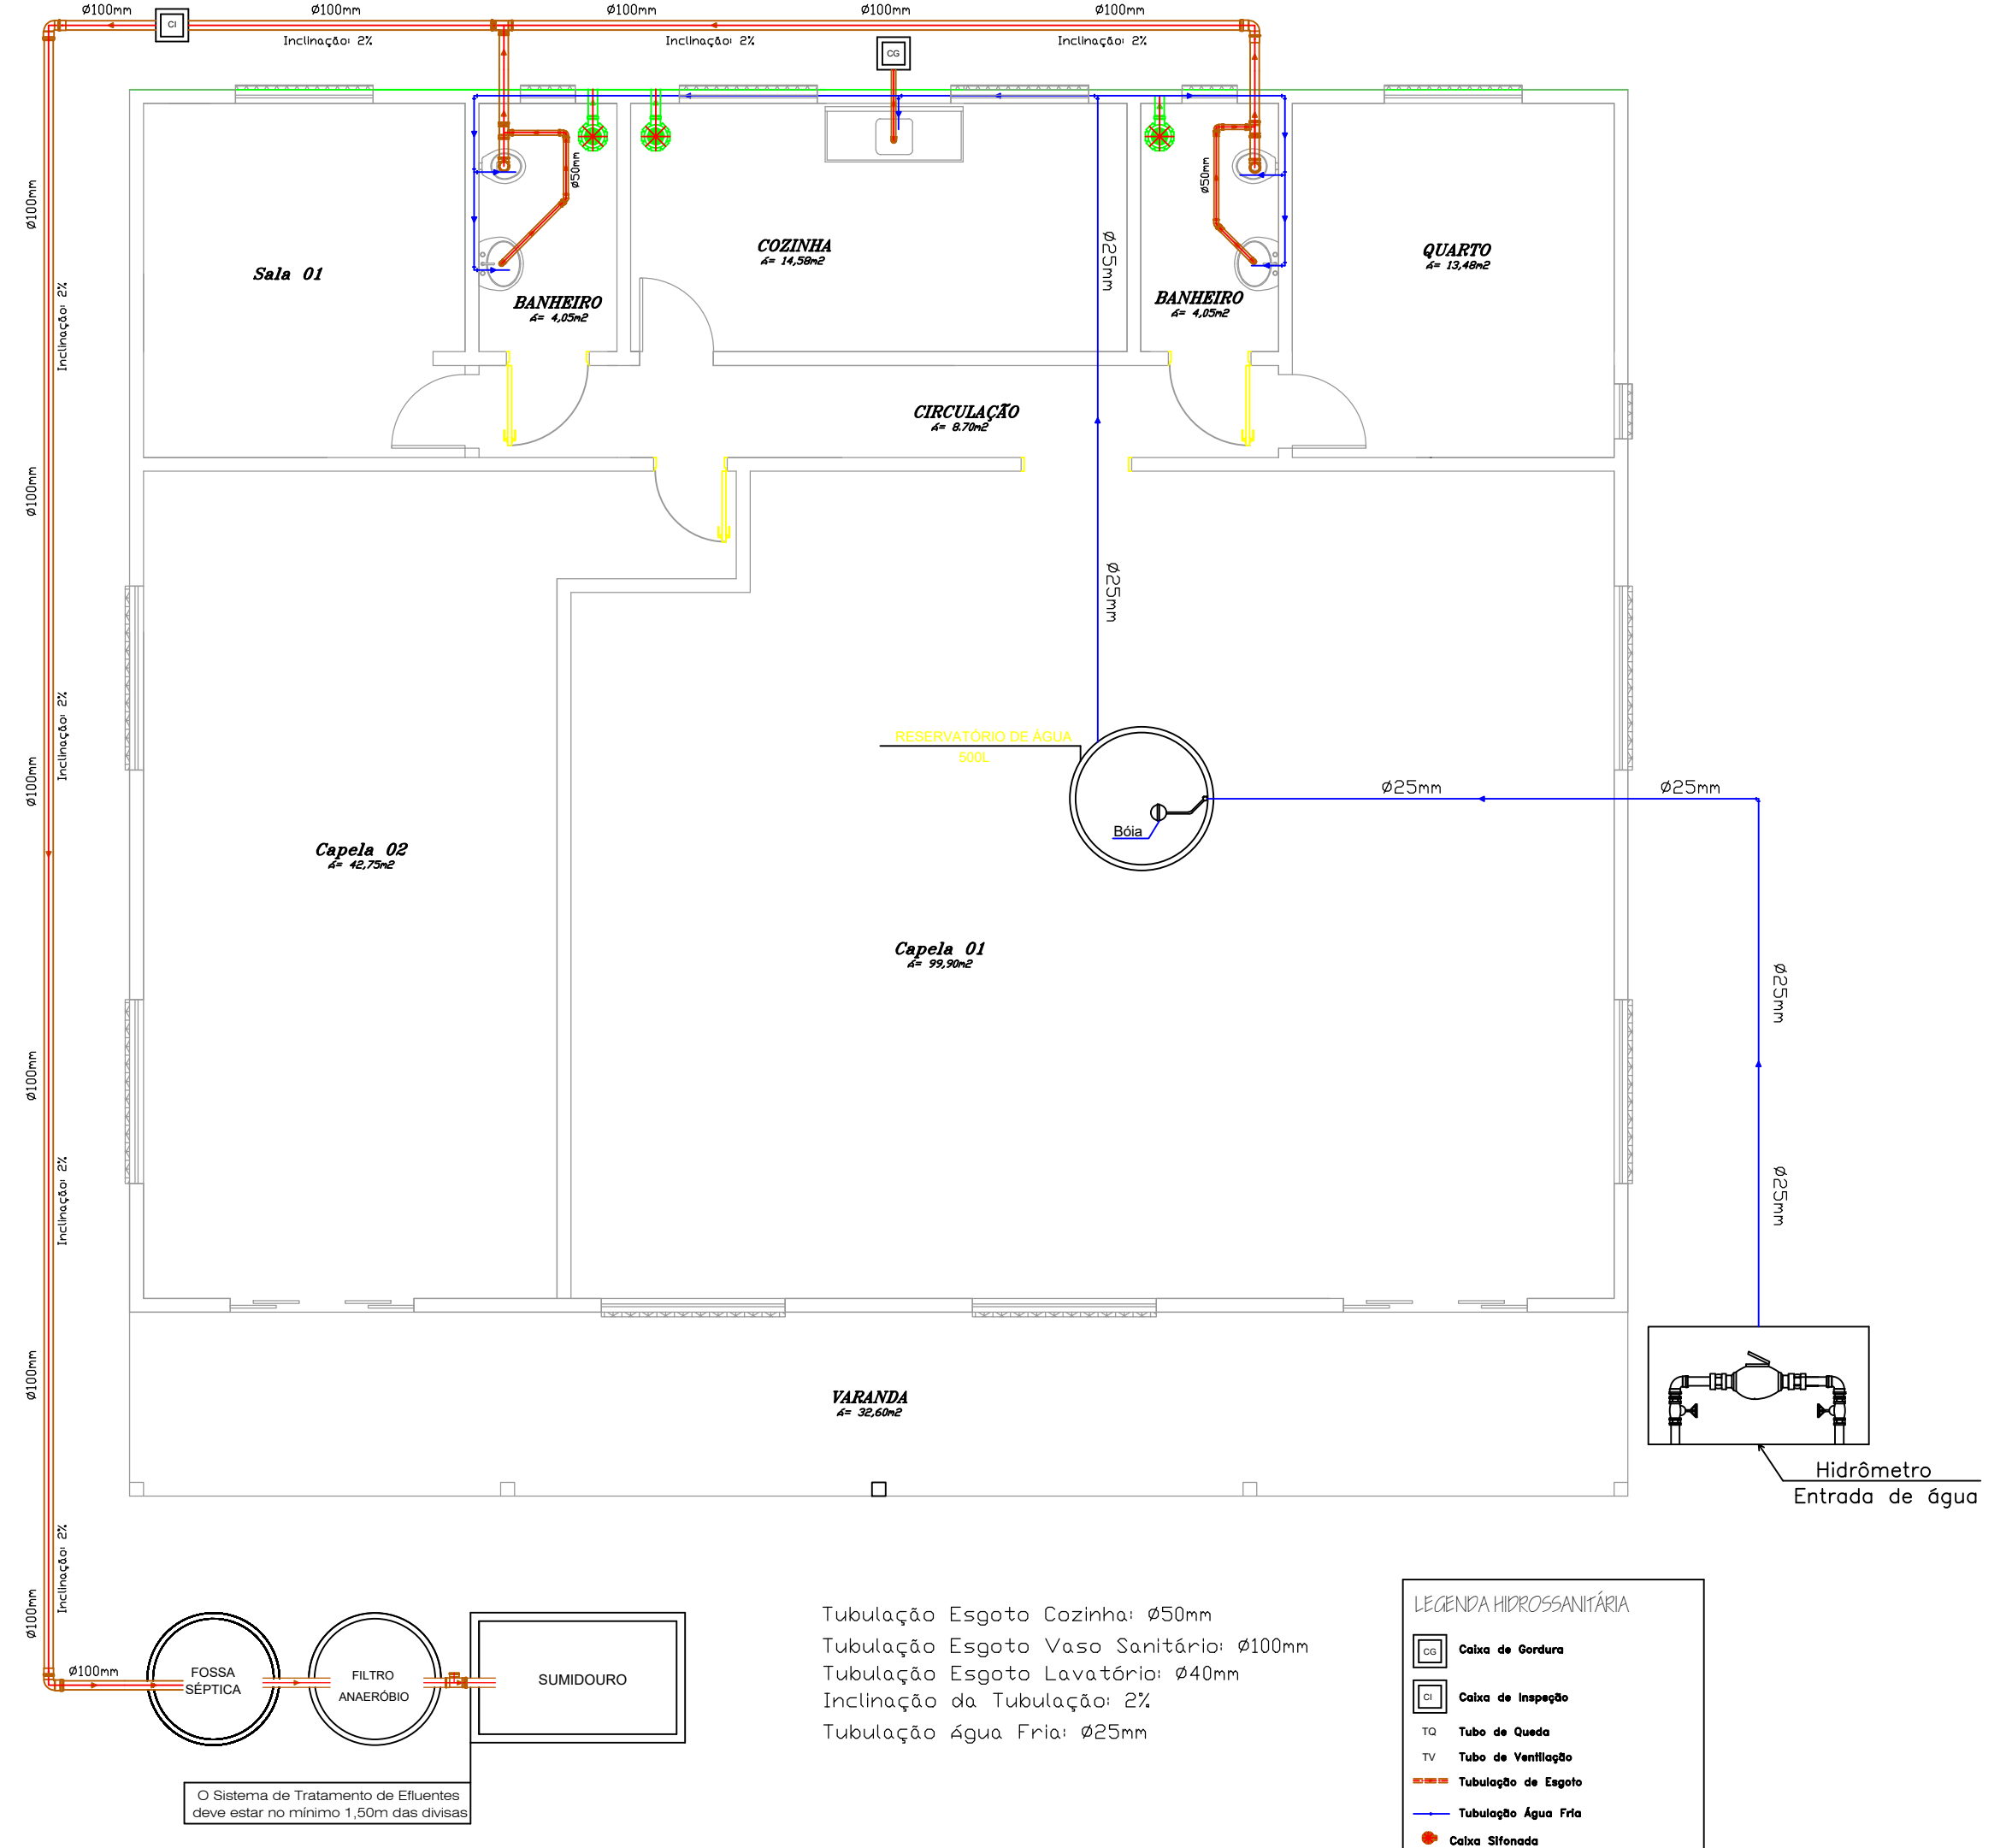 Ø100mm
Ø100mm
Ø100mm
Ø100mm
Ø100mm
CI
Inclinação: 2%
Inclinação: 2%
Inclinação: 2%
CG
Ø50mm
Ø50mm
Ø100mm
Sala 01
BANHEIRO
A= 4,05m2
COZINHA
A= 14,58m2
Ø25mm
BANHEIRO
A= 4,05m2
QUARTO
A= 13,48m2
Inclinação: 2%
CIRCULAÇÃO
A= 8.70m2
Ø100mm
Ø25mm
Inclinação: 2%
Ø100mm
RESERVATÓRIO DE ÁGUA
500L
Bóia
Ø25mm
Ø25mm
Capela 02
A= 42,75m2
Capela 01
A= 99,90m2
Ø25mm
Ø100mm
Inclinação: 2%
Ø25mm
Ø100mm
VARANDA
A= 32,60m2
Hidrômetro
Entrada de água
Inclinação: 2%
Ø100mm
Ø100mm
FOSSA
SÉPTICA
FILTRO
ANAERÓBIO
SUMIDOURO
O Sistema de Tratamento de Efluentes
deve estar no mínimo 1,50m das divisas
Tubulação Esgoto Cozinha: Ø50mm
Tubulação Esgoto Vaso Sanitário: Ø100mm
Tubulação Esgoto Lavatório: Ø40mm
Inclinação da Tubulação: 2%
Tubulação Água Fria: Ø25mm
LEGENDA HIDROSSANITÁRIA
CG Caixa de Gordura
CI Caixa de Inspeção
TQ Tubo de Queda
TV Tubo de Ventilação
Tubulação de Esgoto
Tubulação Água Fria
Caixa Sifonada